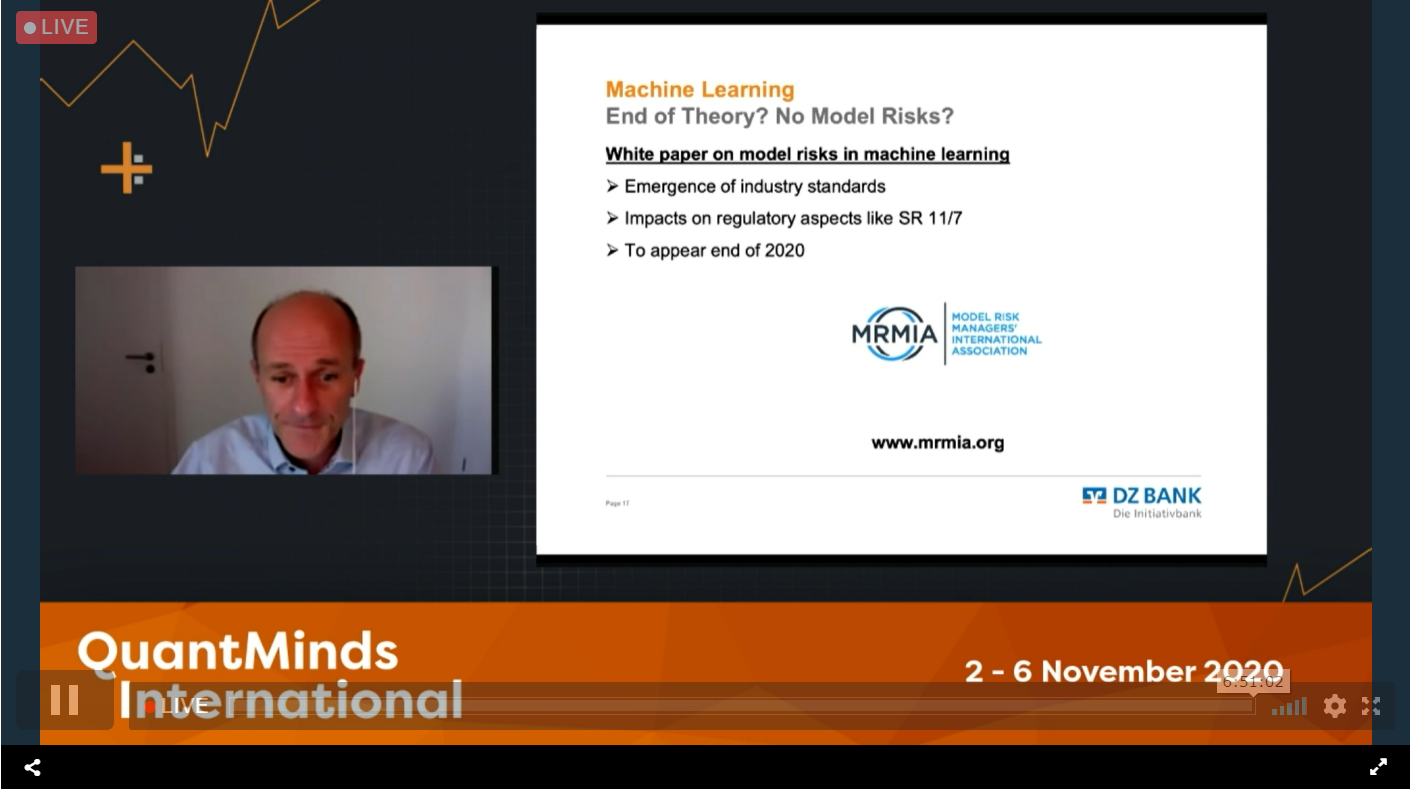 LIVE
Machine Learning
End of Theory? No Model Risks?
White paper on model risks in machine learning
➢ Emergence of industry standards
➢ Impacts on regulatory aspects like SR 11/7
➢ To appear end of 2020
MRMIA
MODEL RISK
MANAGERS'
INTERNATIONAL
ASSOCIATION
www.mrmia.org
Page 17
DZ BANK
Die Initiativbank
QuantMinds
International
2 - 6 November 2020
6:51:02
LIVE